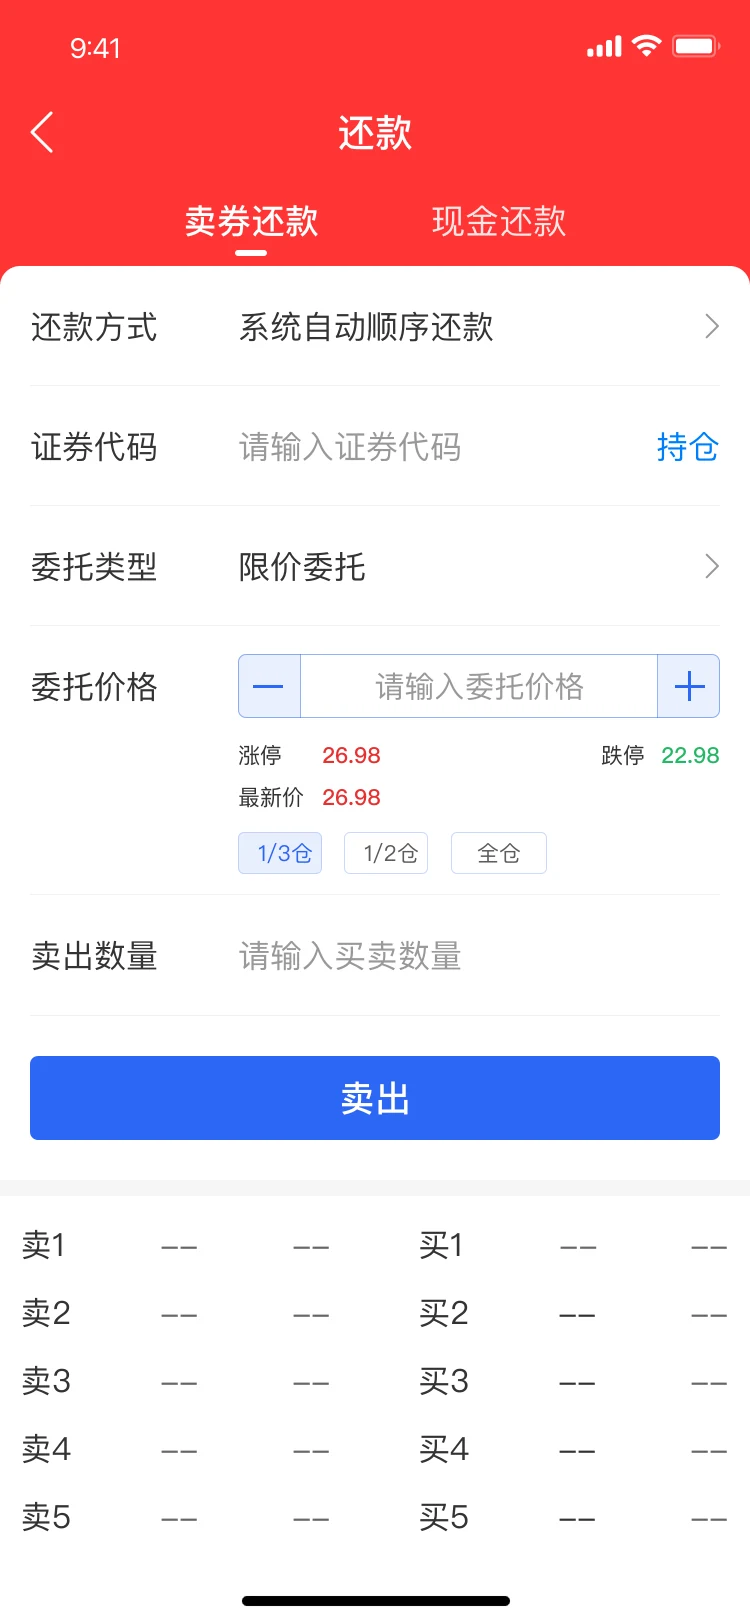 9:41
还款
卖券还款 现金还款
还款方式 系统自动顺序还款
证券代码 请输入证券代码 持仓
委托类型 限价委托
委托价格 请输入委托价格
涨停 26.98 跌停 22.98
最新价 26.98
1/3仓 1/2仓 全仓
卖出数量 请输入买卖数量
卖出
卖1 -- -- 买1 -- --
卖2 -- -- 买2 -- --
卖3 -- -- 买3 -- --
卖4 -- -- 买4 -- --
卖5 -- -- 买5 -- --